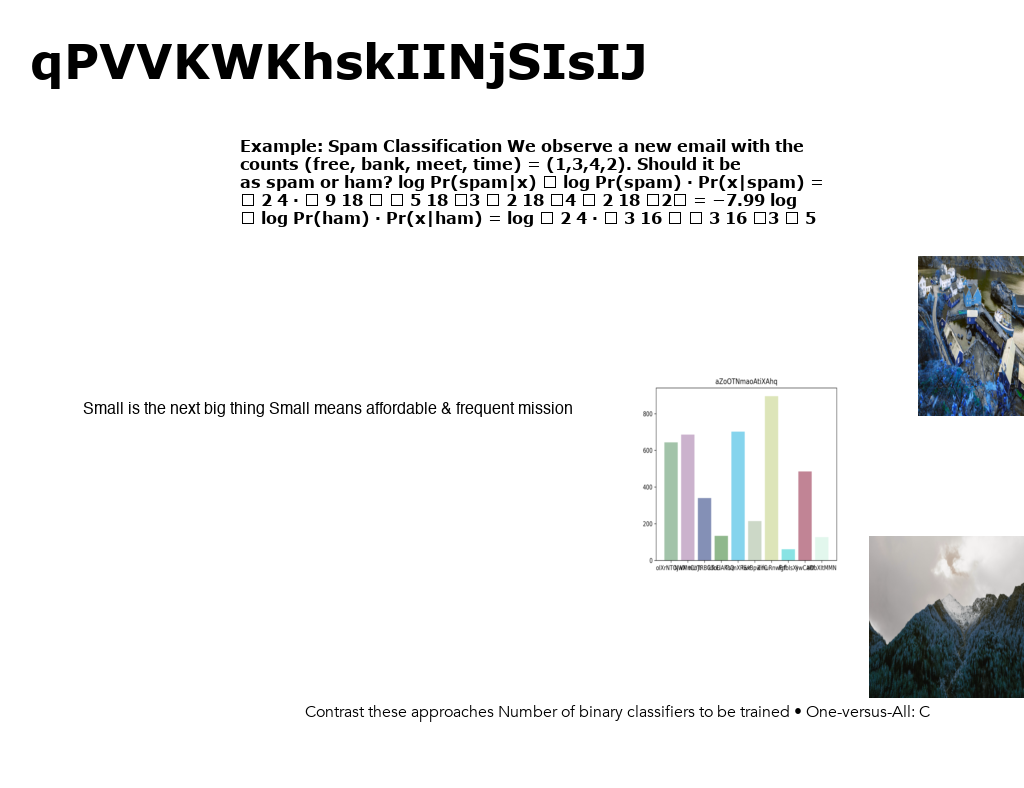 qPVVKWKhskIINjSIsIJ
Example: Spam Classification We observe a new email with the
counts (free, bank, meet, time) = (1,3,4,2). Should it be
as spam or ham? log Pr(spam|x) □ log Pr(spam) · Pr(x|spam) =
□ 2 4 · □ 9 18 □ □ 5 18 □3 □ 2 18 □4 □ 2 18 □2□ = −7.99 log
□ log Pr(ham) · Pr(x|ham) = log □ 2 4 · □ 3 16 □ □ 3 16 □3 □ 5
aZoOTNmaoAtiXAhq
Small is the next big thing Small means affordable & frequent mission
800
600
400
200
0
Contrast these approaches Number of binary classifiers to be trained • One-versus-All: C